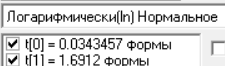 Логарифмически(ln) Нормальное
t[0] = 0.0343457 формы
t[1] = 1.6912 формы